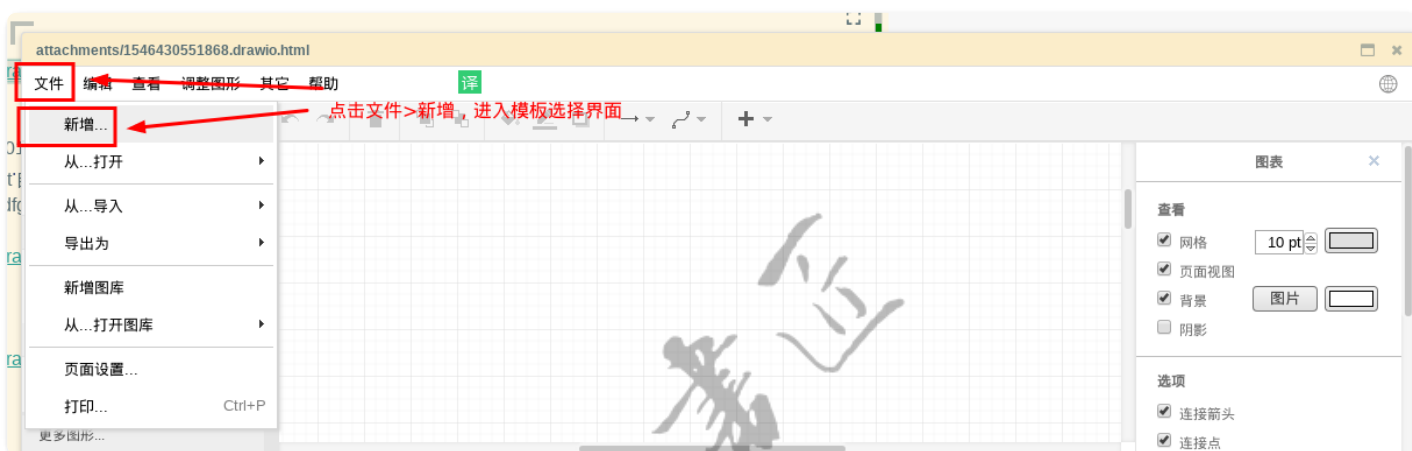 attachments/1546430551868.drawio.html
文件 编辑 查看 调整图形 其它 帮助
译
点击文件>新增，进入模板选择界面
新增...
从...打开
从...导入
导出为
新增图库
从...打开图库
页面设置...
打印... Ctrl+P
更多图形...
图表
查看
网格 10 pt
页面视图
背景 图片
阴影
选项
连接箭头
连接点